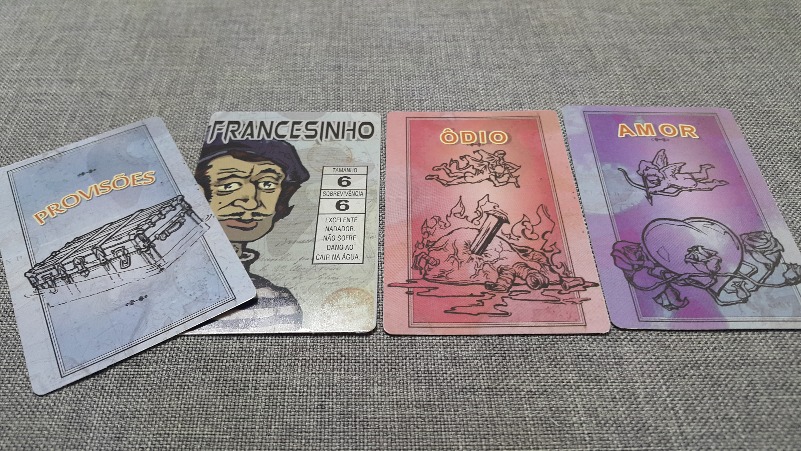 PROVISÕES
FRANCESINHO
TAMANHO
6
SOBREVIVÊNCIA
6
EXCELENTE
NADADOR.
NÃO SOFRE
DANO AO
CAIR NA ÁGUA.
ÓDIO
AMOR